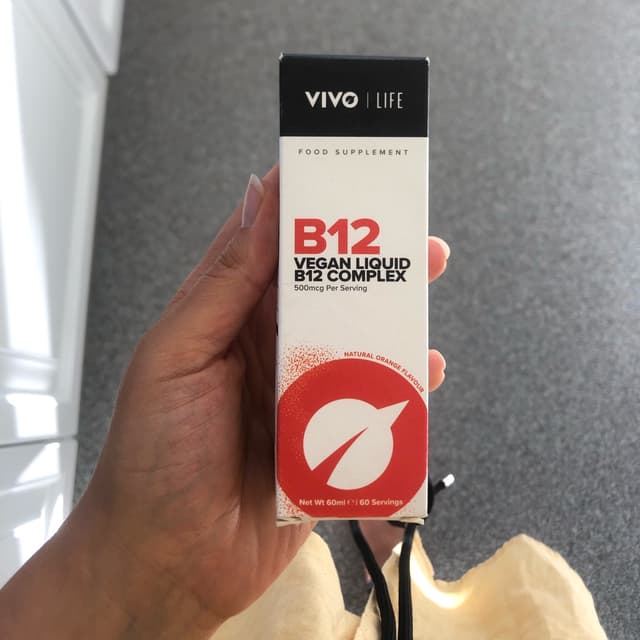 VIVO | LIFE
FOOD SUPPLEMENT
B12
VEGAN LIQUID
B12 COMPLEX
500mcg Per Serving
NATURAL ORANGE FLAVOUR
Net Wt 60ml ℮ | 60 Servings